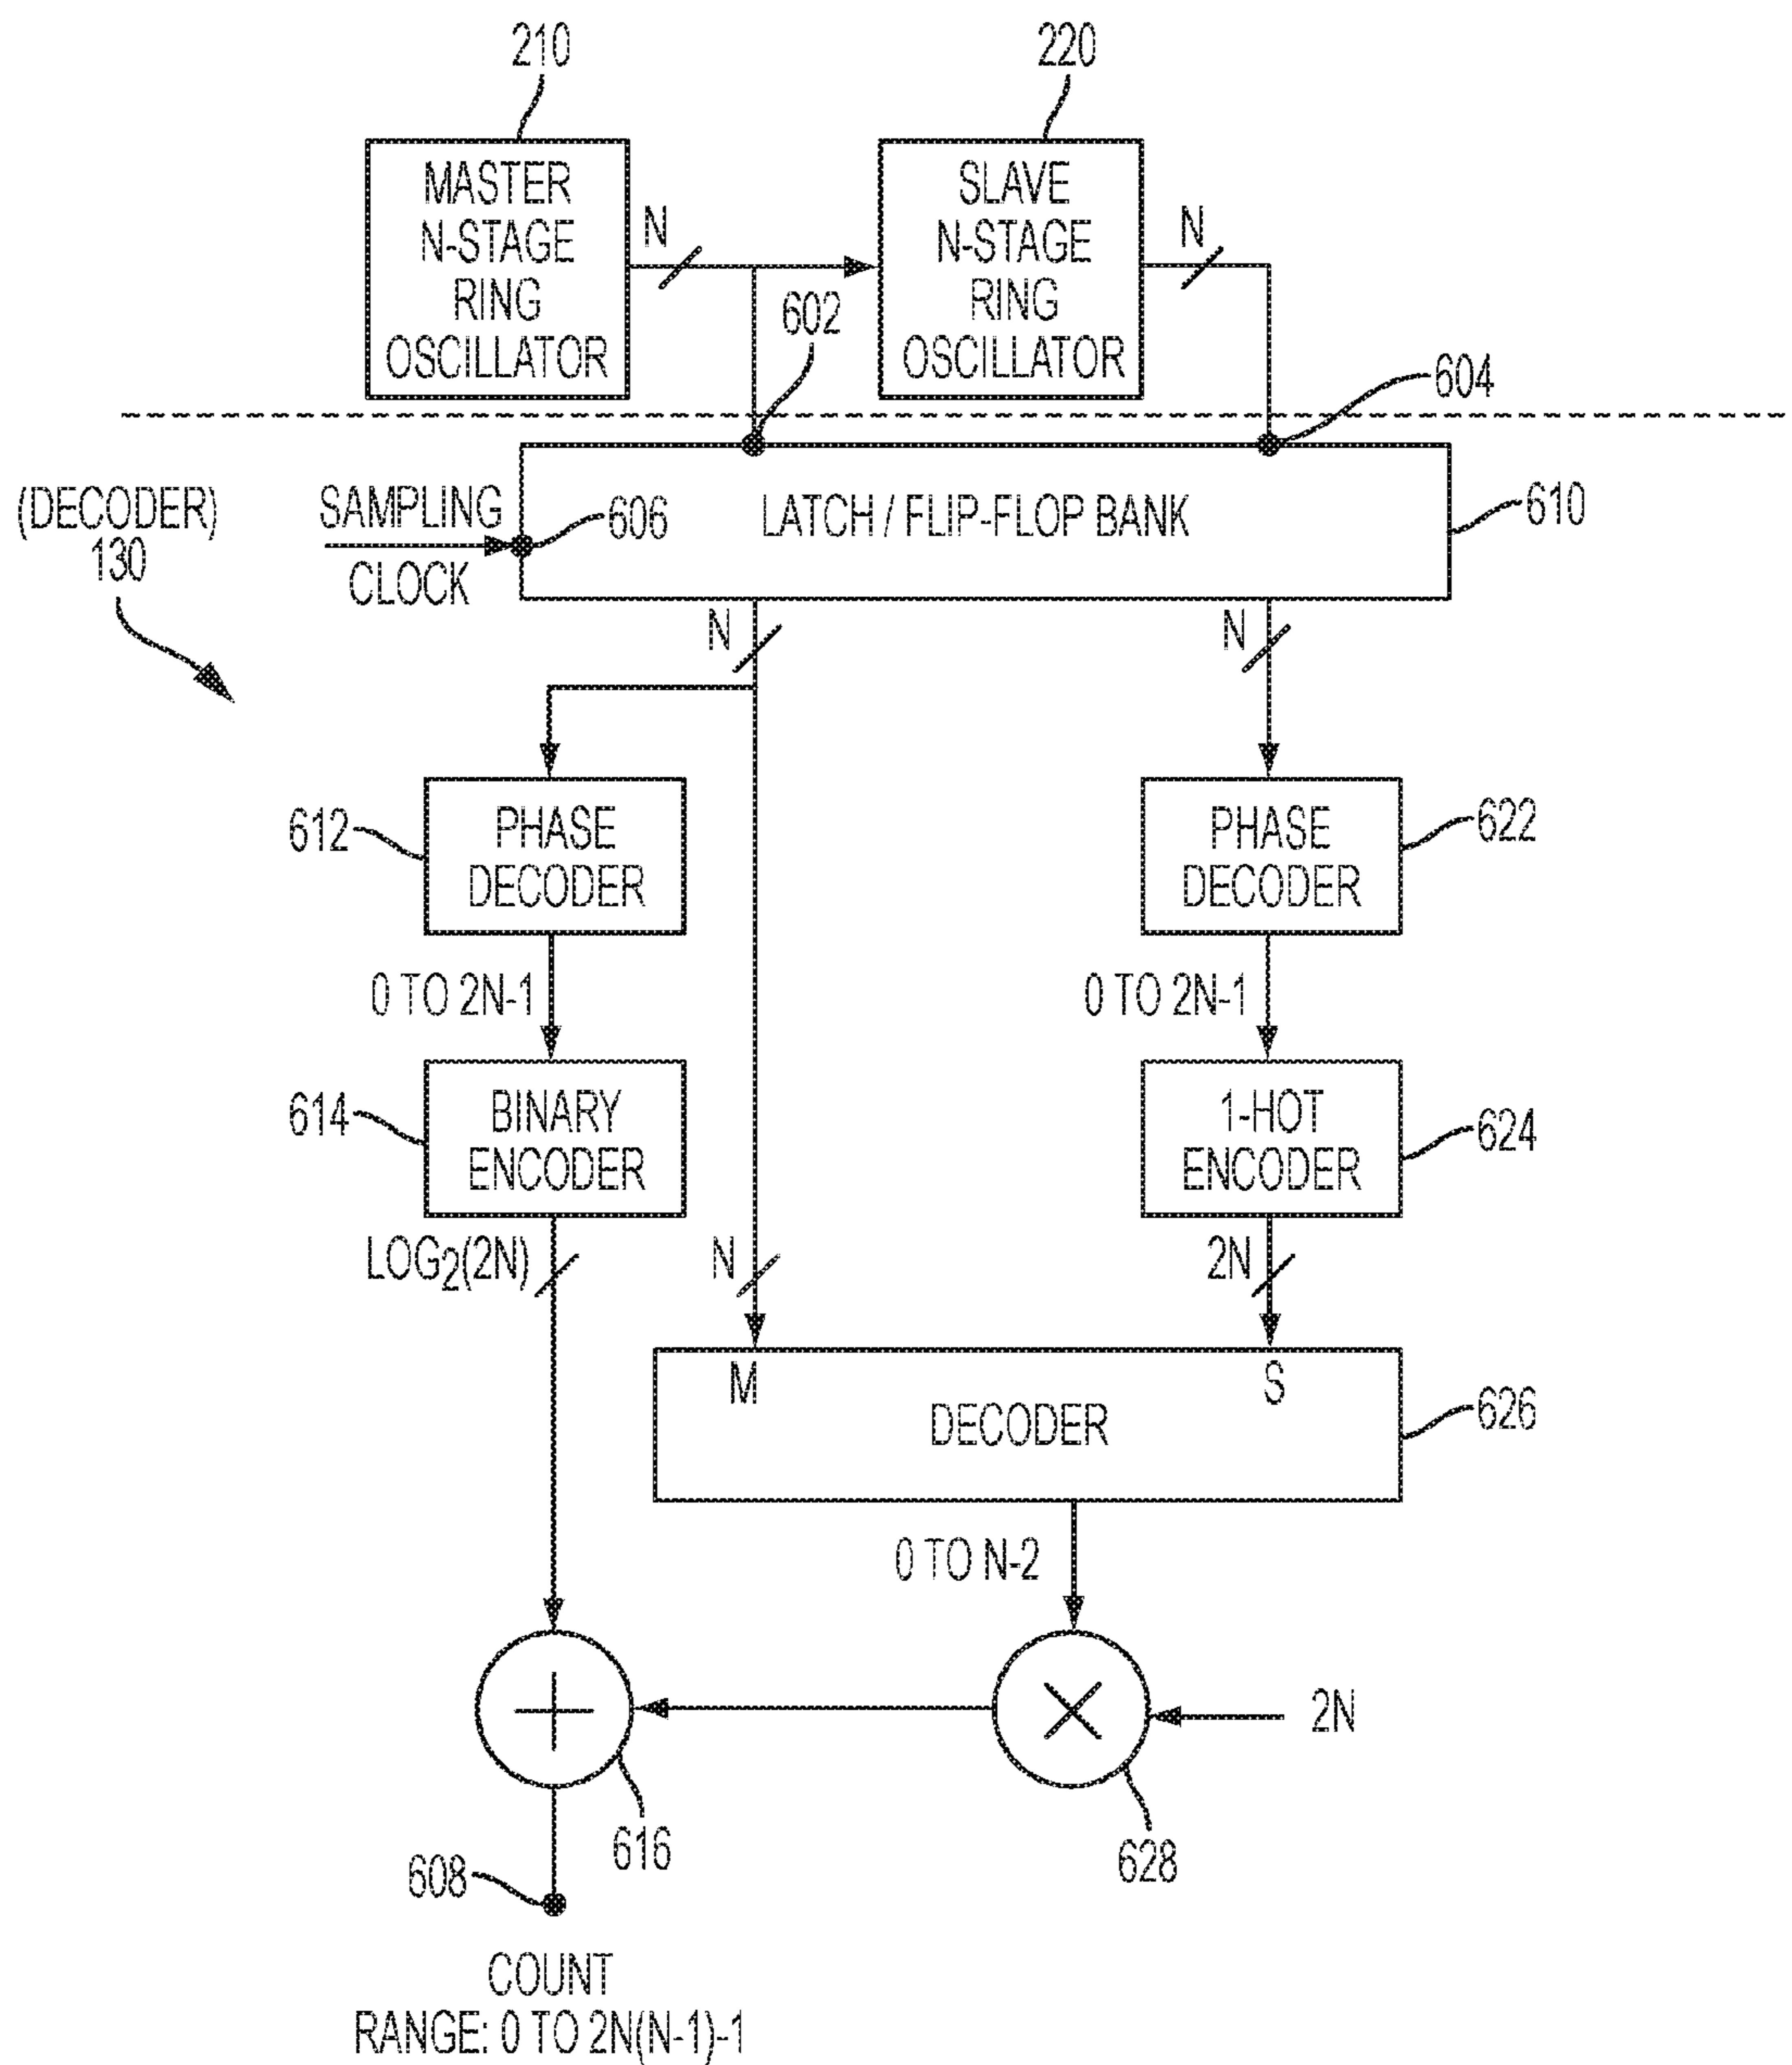 210
220
MASTER
N-STAGE
RING
OSCILLATOR
N
SLAVE
N-STAGE
RING
OSCILLATOR
N
602
604
(DECODER)
130
SAMPLING
CLOCK
606
LATCH / FLIP-FLOP BANK
610
N
N
612
PHASE
DECODER
PHASE
DECODER
622
0 TO 2N-1
0 TO 2N-1
614
BINARY
ENCODER
1-HOT
ENCODER
624
LOG2(2N)
N
2N
M
S
DECODER
626
0 TO N-2
+
×
2N
616
628
608
COUNT
RANGE: 0 TO 2N(N-1)-1